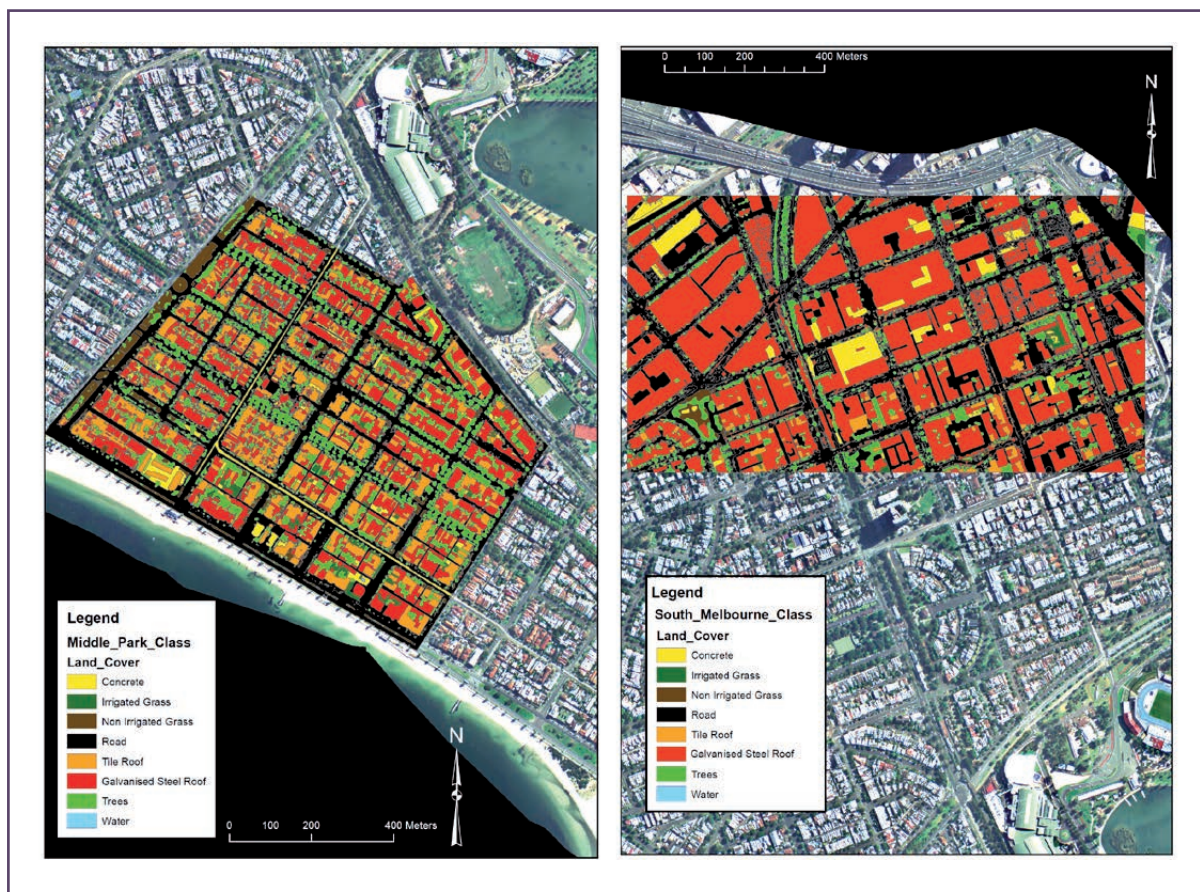 Legend
Middle_Park_Class
Land_Cover
Concrete
Irrigated Grass
Non Irrigated Grass
Road
Tile Roof
Galvanised Steel Roof
Trees
Water
N
0 100 200 400 Meters
0 100 200 400 Meters
N
Legend
South_Melbourne_Class
Land_Cover
Concrete
Irrigated Grass
Non Irrigated Grass
Road
Tile Roof
Galvanised Steel Roof
Trees
Water